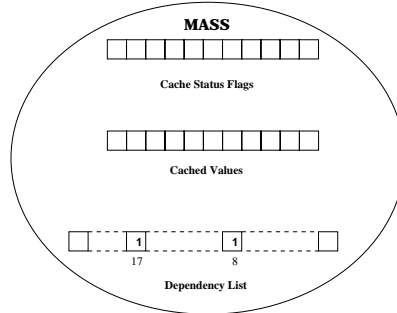 MASS
Cache Status Flags
Cached Values
1 1
17 8
Dependency List